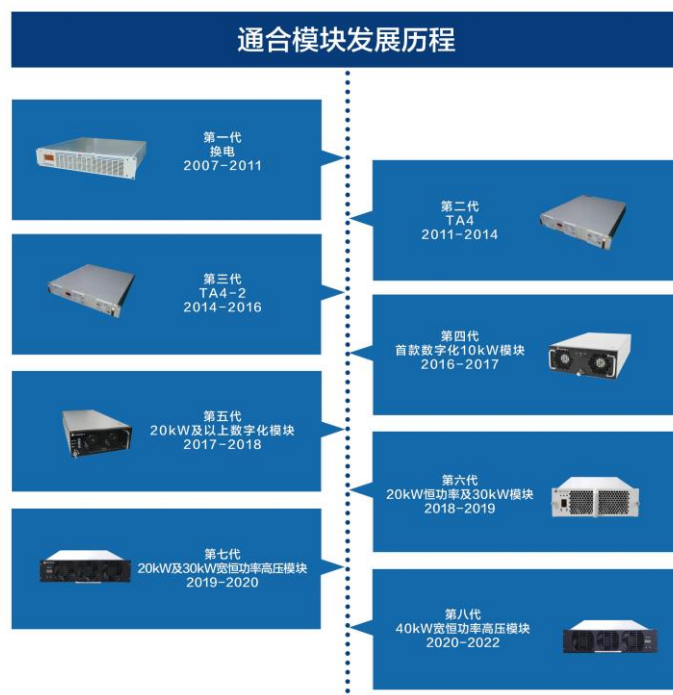 通合模块发展历程
第一代
换电
2007-2011
第二代
TA4
2011-2014
第三代
TA4-2
2014-2016
第四代
首款数字化10kW模块
2016-2017
第五代
20kW及以上数字化模块
2017-2018
第六代
20kW恒功率及30kW模块
2018-2019
第七代
20kW及30kW宽恒功率高压模块
2019-2020
第八代
40kW宽恒功率高压模块
2020-2022